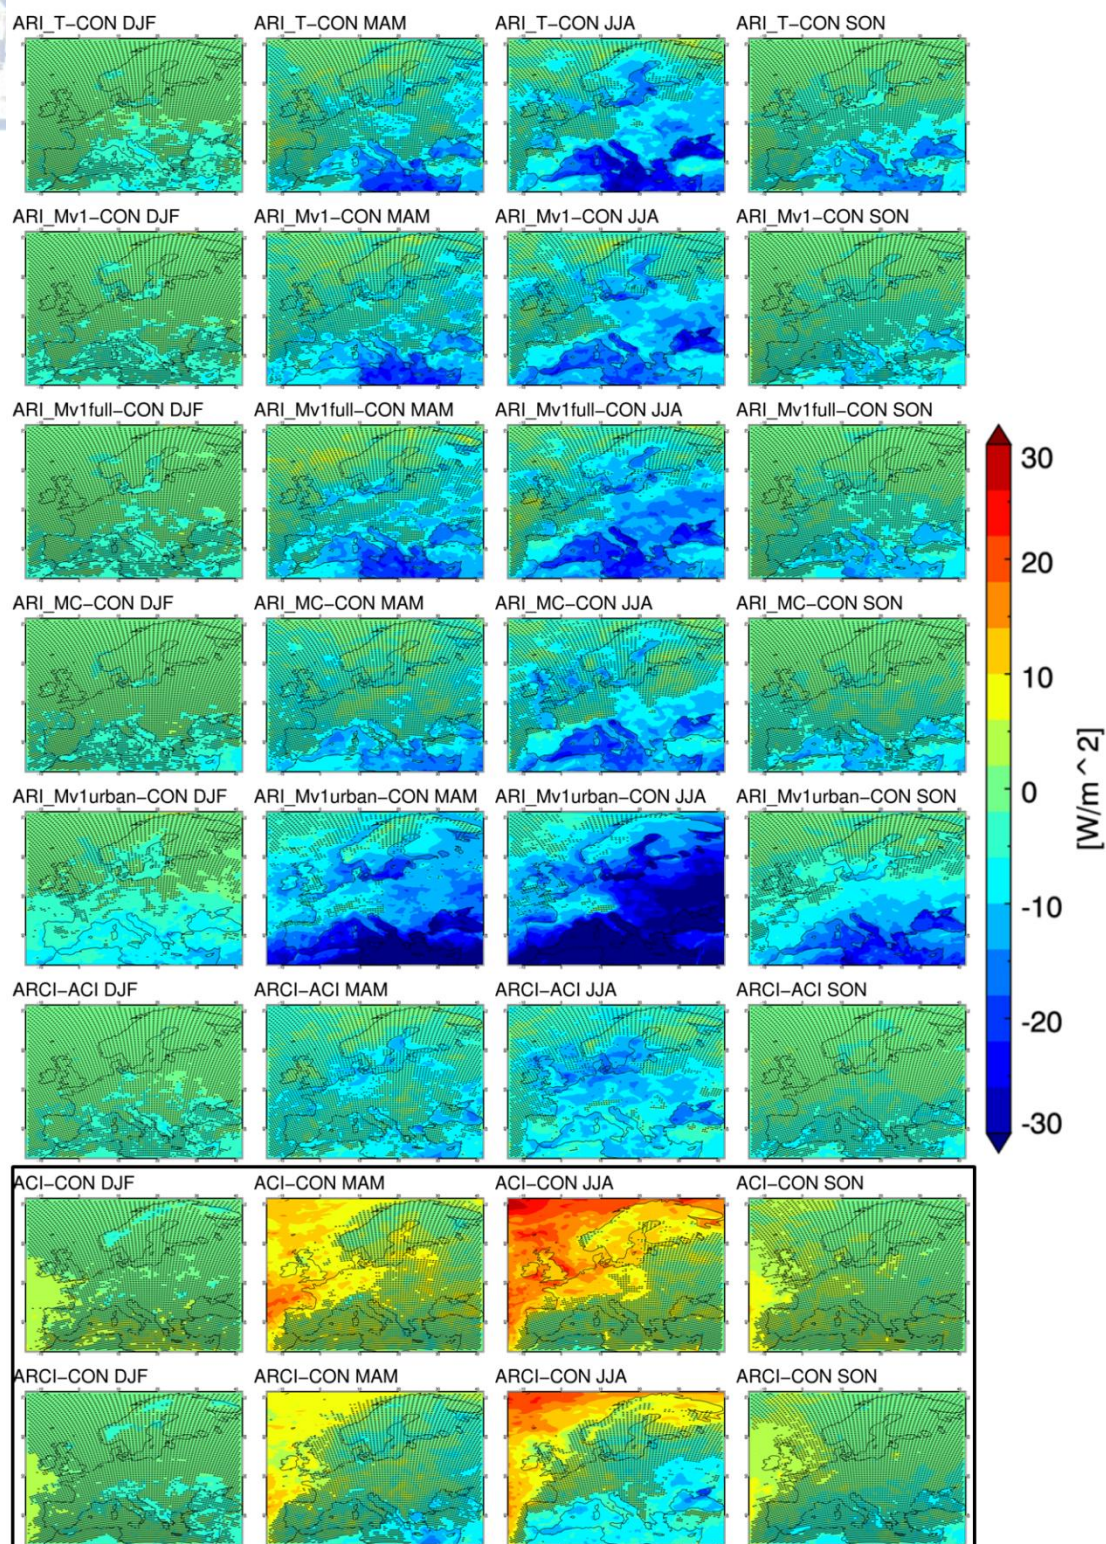 ARI_T-CON DJF ARI_T-CON MAM ARI_T-CON JJA ARI_T-CON SON
ARI_Mv1-CON DJF ARI_Mv1-CON MAM ARI_Mv1-CON JJA ARI_Mv1-CON SON
ARI_Mv1full-CON DJF ARI_Mv1full-CON MAM ARI_Mv1full-CON JJA ARI_Mv1full-CON SON
ARI_MC-CON DJF ARI_MC-CON MAM ARI_MC-CON JJA ARI_MC-CON SON
ARI_Mv1urban-CON DJF ARI_Mv1urban-CON MAM ARI_Mv1urban-CON JJA ARI_Mv1urban-CON SON
ARCI-ACI DJF ARCI-ACI MAM ARCI-ACI JJA ARCI-ACI SON
ACI-CON DJF ACI-CON MAM ACI-CON JJA ACI-CON SON
ARCI-CON DJF ARCI-CON MAM ARCI-CON JJA ARCI-CON SON
30
20
10
0
-10
-20
-30
[W/m^2]